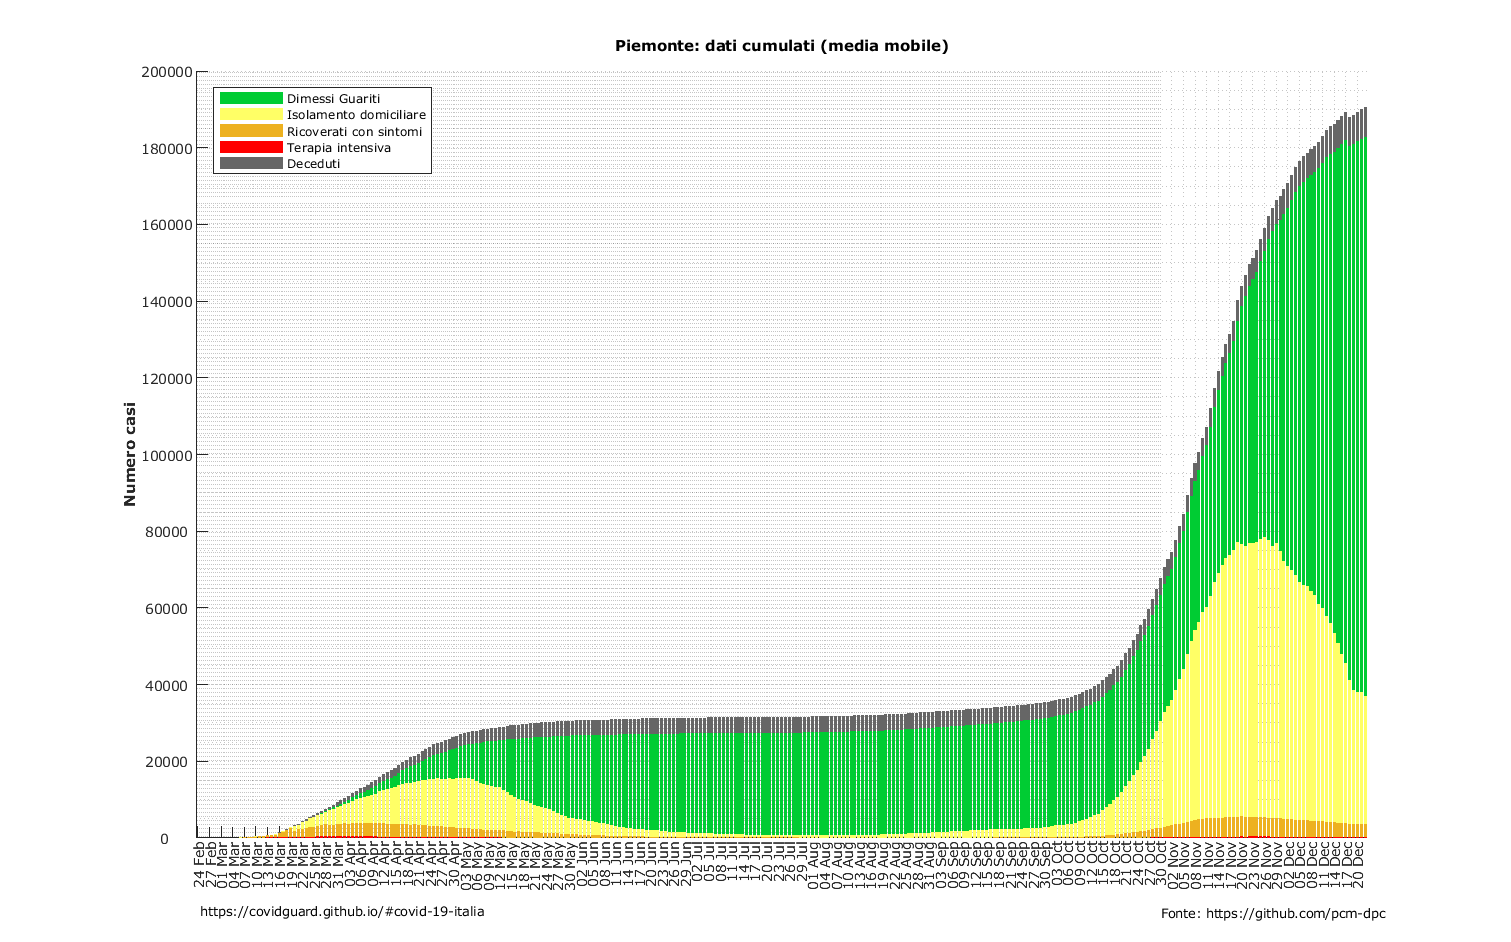 Piemonte: dati cumulati (media mobile)
200000
180000
160000
140000
120000
100000
80000
60000
40000
20000
0
Numero casi
Dimessi Guariti
Isolamento domiciliare
Ricoverati con sintomi
Terapia intensiva
Deceduti
24 Feb
27 Feb
01 Mar
04 Mar
07 Mar
10 Mar
13 Mar
16 Mar
19 Mar
22 Mar
25 Mar
28 Mar
31 Mar
03 Apr
06 Apr
09 Apr
12 Apr
15 Apr
18 Apr
21 Apr
24 Apr
27 Apr
30 Apr
03 May
06 May
09 May
12 May
15 May
18 May
21 May
24 May
27 May
30 May
02 Jun
05 Jun
08 Jun
11 Jun
14 Jun
17 Jun
20 Jun
23 Jun
26 Jun
29 Jun
02 Jul
05 Jul
08 Jul
11 Jul
14 Jul
17 Jul
20 Jul
23 Jul
26 Jul
29 Jul
01 Aug
04 Aug
07 Aug
10 Aug
13 Aug
16 Aug
19 Aug
22 Aug
25 Aug
28 Aug
31 Aug
03 Sep
06 Sep
09 Sep
12 Sep
15 Sep
18 Sep
21 Sep
24 Sep
27 Sep
30 Sep
03 Oct
06 Oct
09 Oct
12 Oct
15 Oct
18 Oct
21 Oct
24 Oct
27 Oct
30 Oct
02 Nov
05 Nov
08 Nov
11 Nov
14 Nov
17 Nov
20 Nov
23 Nov
26 Nov
29 Nov
02 Dec
05 Dec
08 Dec
11 Dec
14 Dec
17 Dec
20 Dec
https://covidguard.github.io/#covid-19-italia
Fonte: https://github.com/pcm-dpc